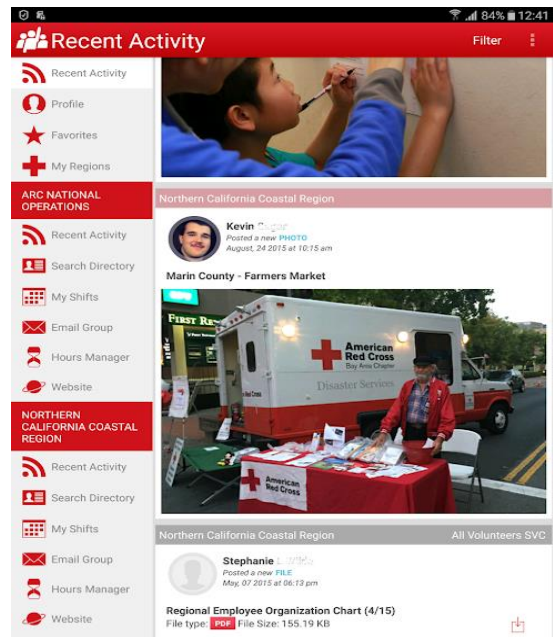 84% 12:41
Recent Activity
Filter
Recent Activity
Profile
Favorites
My Regions
ARC NATIONAL
OPERATIONS
Recent Activity
Search Directory
My Shifts
Email Group
Hours Manager
Website
NORTHERN
CALIFORNIA COASTAL
REGION
Recent Activity
Search Directory
My Shifts
Email Group
Hours Manager
Website
Northern California Coastal Region
Kevin
Posted a new PHOTO
August, 24 2015 at 10:15 am
Marin County - Farmers Market
FIRST
American
Red Cross
Bay Area Chapter
Disaster Services
American
Red Cross
Northern California Coastal Region All Volunteers SVC
Stephanie
Posted a new FILE
May, 07 2015 at 06:13 pm
Regional Employee Organization Chart (4/15)
File type: PDF File Size: 155.19 KB